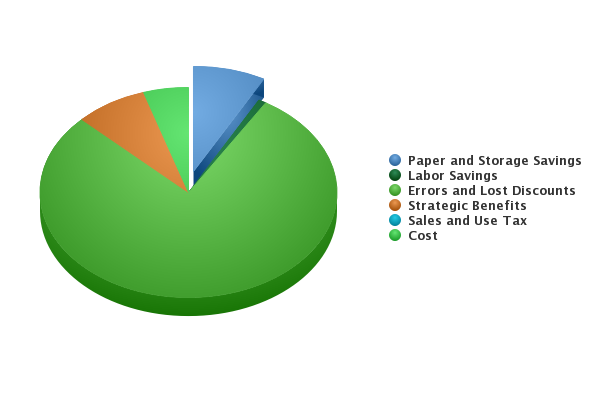 Paper and Storage Savings
Labor Savings
Errors and Lost Discounts
Strategic Benefits
Sales and Use Tax
Cost